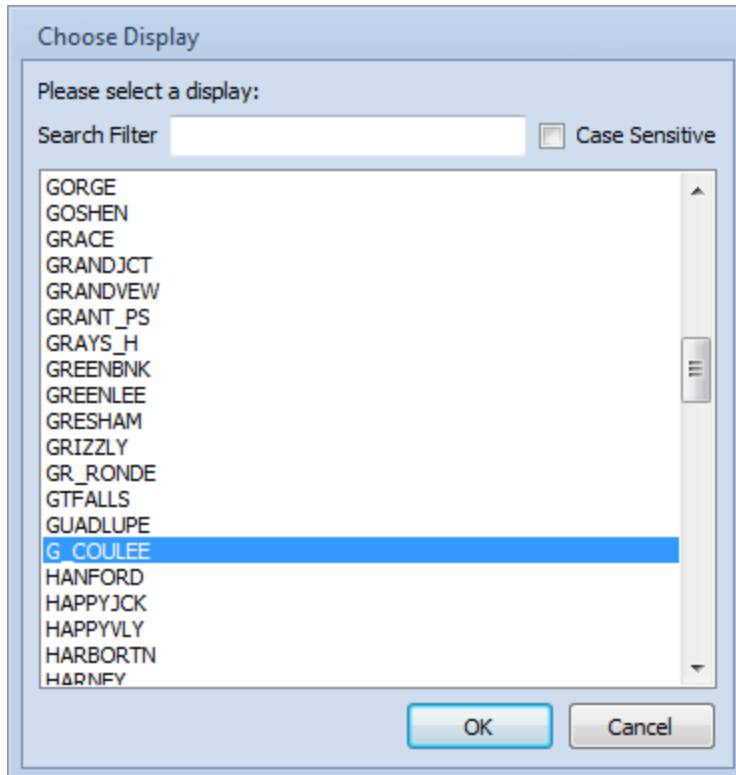 Choose Display
Please select a display:
Search Filter Case Sensitive
GORGE
GOSHEN
GRACE
GRANDJCT
GRANDVEW
GRANT_PS
GRAYS_H
GREENBNK
GREENLEE
GRESHAM
GRIZZLY
GR_RONDE
GTFALLS
GUADLUPE
G_COULEE
HANFORD
HAPPYJCK
HAPPYVLY
HARBORTN
HARNEY
OK Cancel